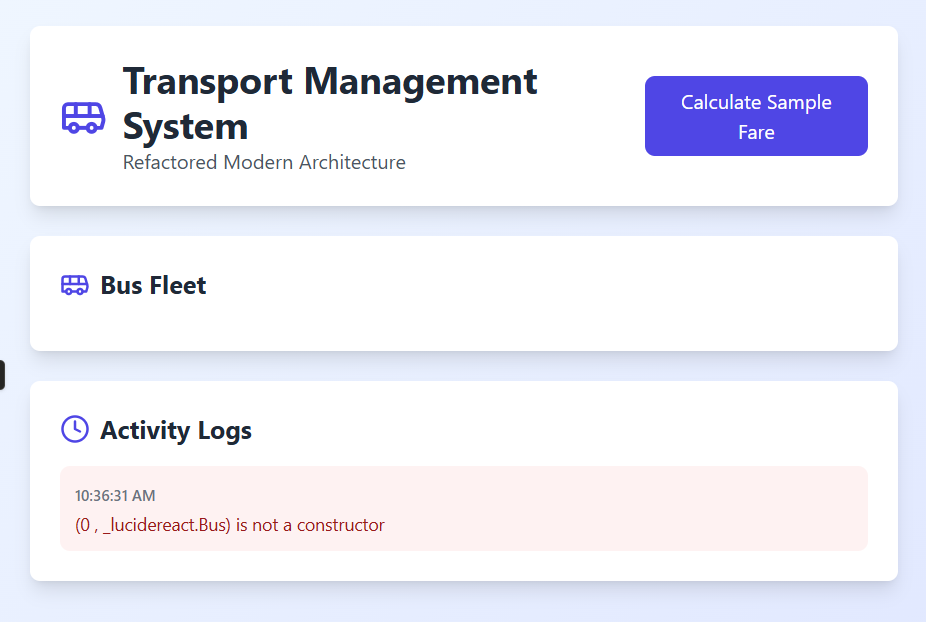 Transport Management
System
Refactored Modern Architecture
Calculate Sample
Fare
Bus Fleet
Activity Logs
10:36:31 AM
(0 , _lucidereact.Bus) is not a constructor